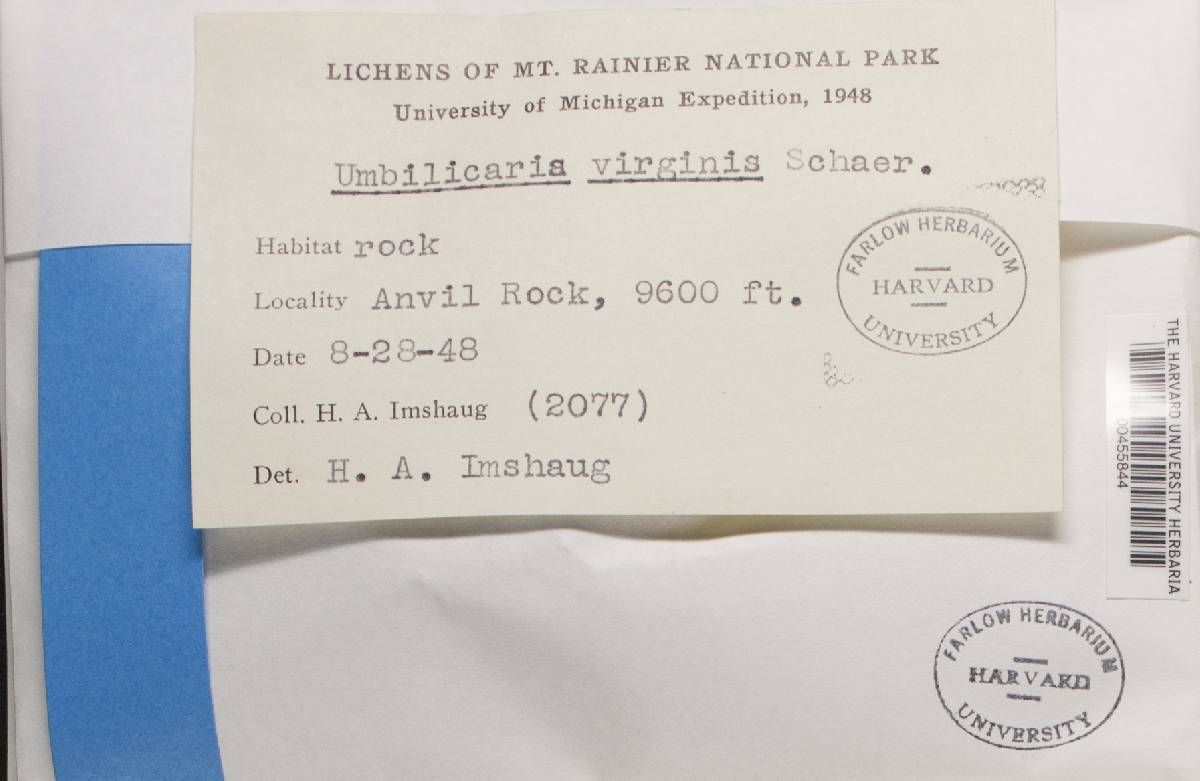 LICHENS OF MT. RAINIER NATIONAL PARK
University of Michigan Expedition, 1948
Umbilicaria virginis Schaer.
Habitat rock
Locality Anvil Rock, 9600 ft.
Date 8-28-48
Coll. H. A. Imshaug (2077)
Det. H. A. Imshaug
FARLOW HERBARIUM
HARVARD
UNIVERSITY
THE HARVARD UNIVERSITY HERBARIA
00455844
FARLOW HERBARIUM
HARVARD
UNIVERSITY